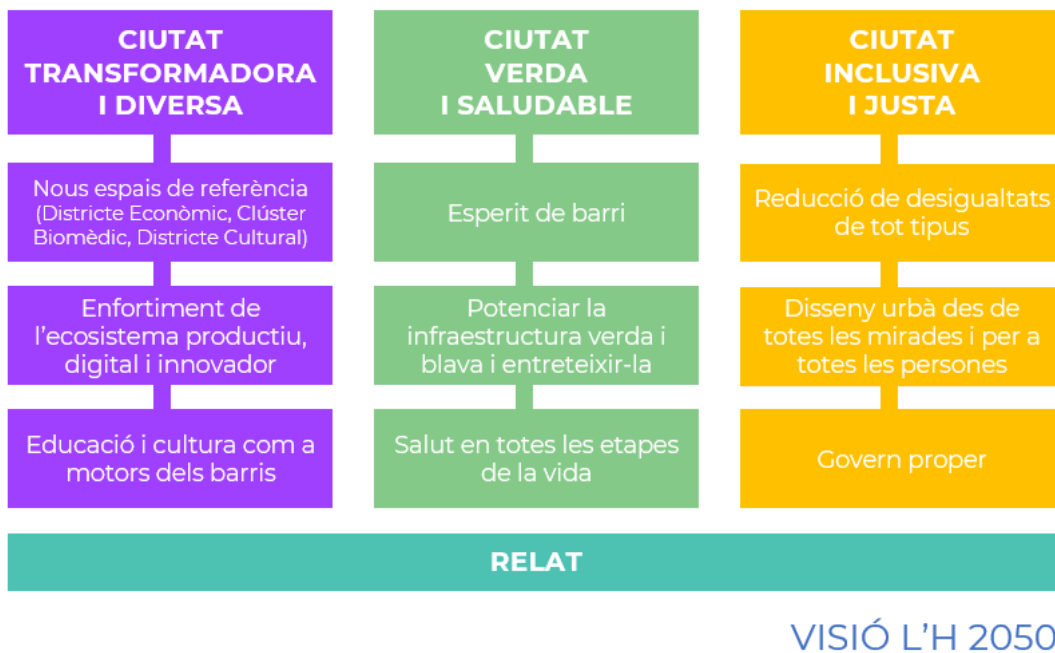 CIUTAT
TRANSFORMADORA
I DIVERSA
Nous espais de referència
(Districte Econòmic, Clúster
Biomèdic, Districte Cultural)
Enfortiment de
l'ecosistema productiu,
digital i innovador
Educació i cultura com a
motors dels barris
CIUTAT
VERDA
I SALUDABLE
Esperit de barri
Potenciar la
infraestructura verda i
blava i entreteixir-la
Salut en totes les etapes
de la vida
CIUTAT
INCLUSIVA
I JUSTA
Reducció de desigualtats
de tot tipus
Disseny urbà des de
totes les mirades i per a
totes les persones
Govern proper
RELAT
VISIÓ L'H 2050